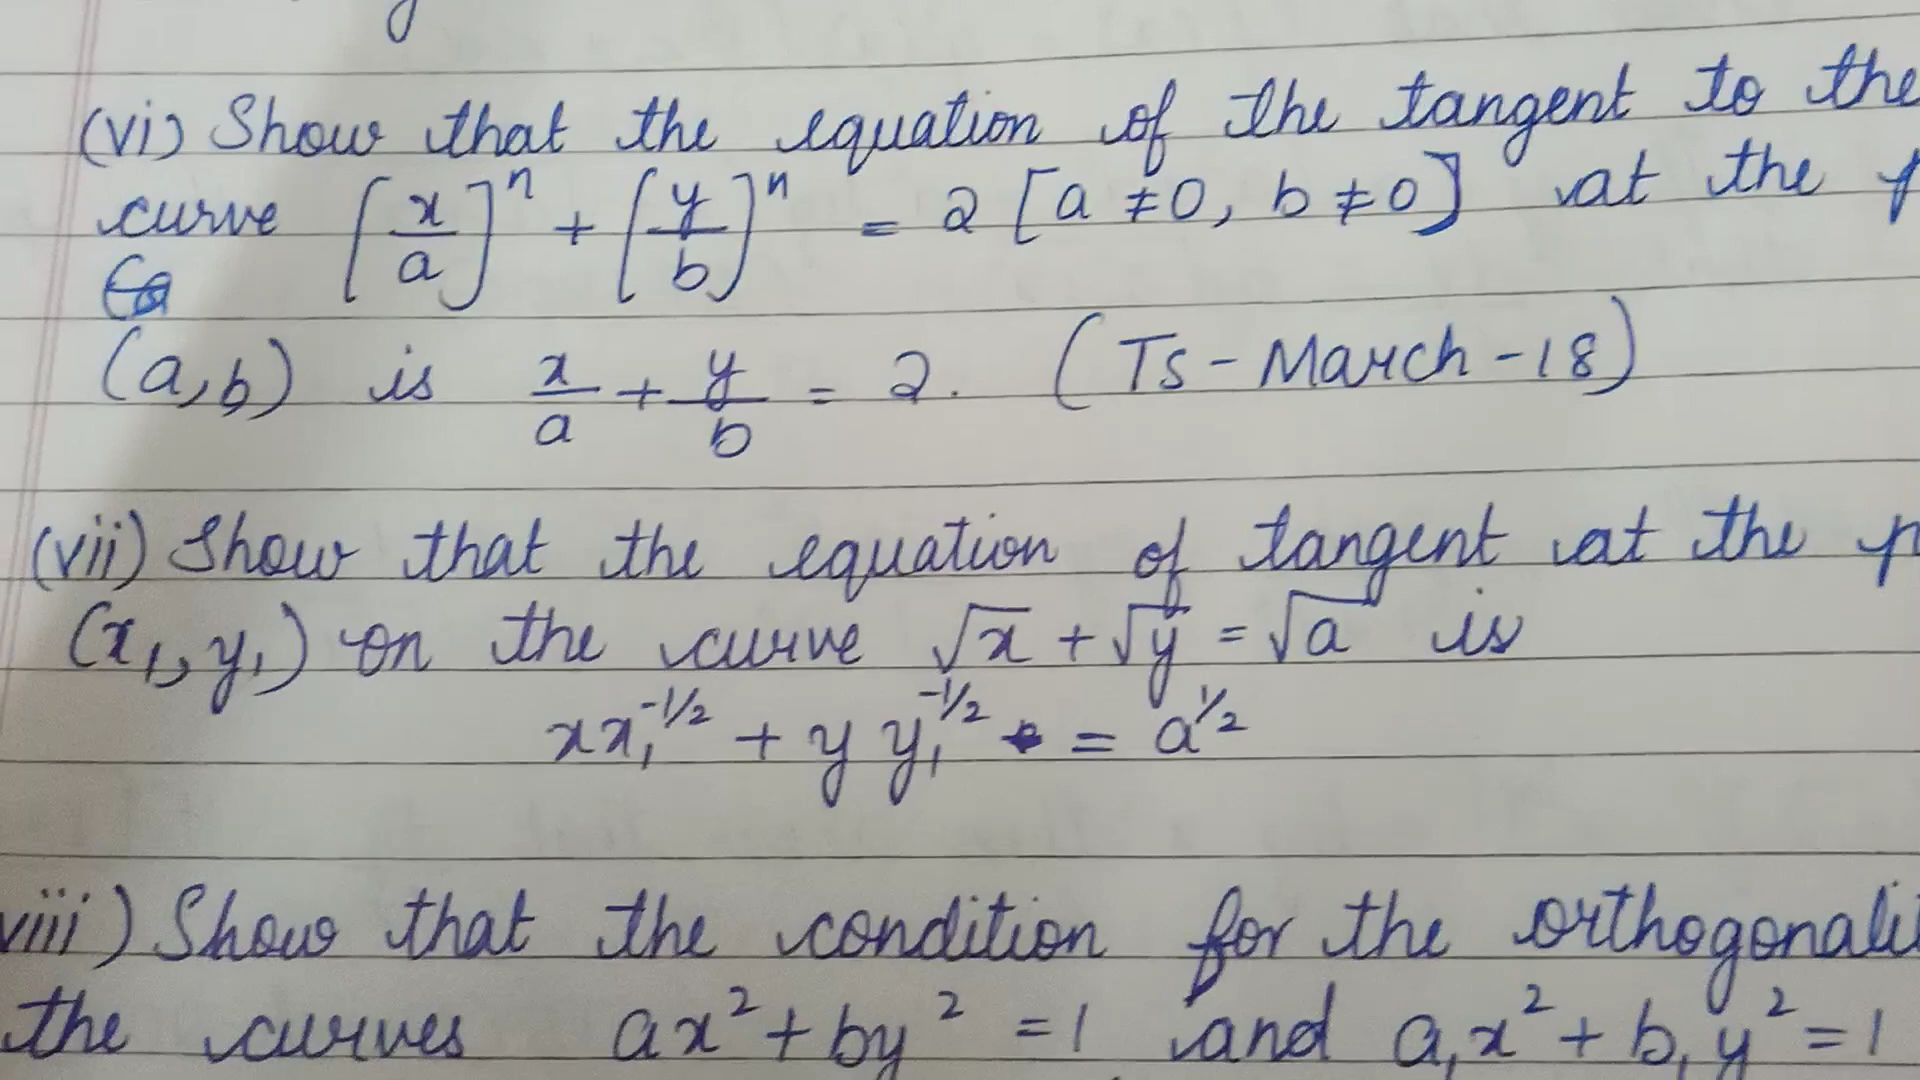 (vi) Show that the equation of the tangent to the
curve [x/a]^n + [y/b]^n = 2 [a ≠ 0, b ≠ 0] at the
(a, b) is x/a + y/b = 2. (Ts - March - 18)
(vii) Show that the equation of tangent at the
(x₁, y₁) on the curve √x + √y = √a is
x x₁^(-1/2) + y y₁^(-1/2) = a^(1/2)
viii) Show that the condition for the orthogonali
the curves ax² + by² = 1 and a₁x² + b₁y² = 1